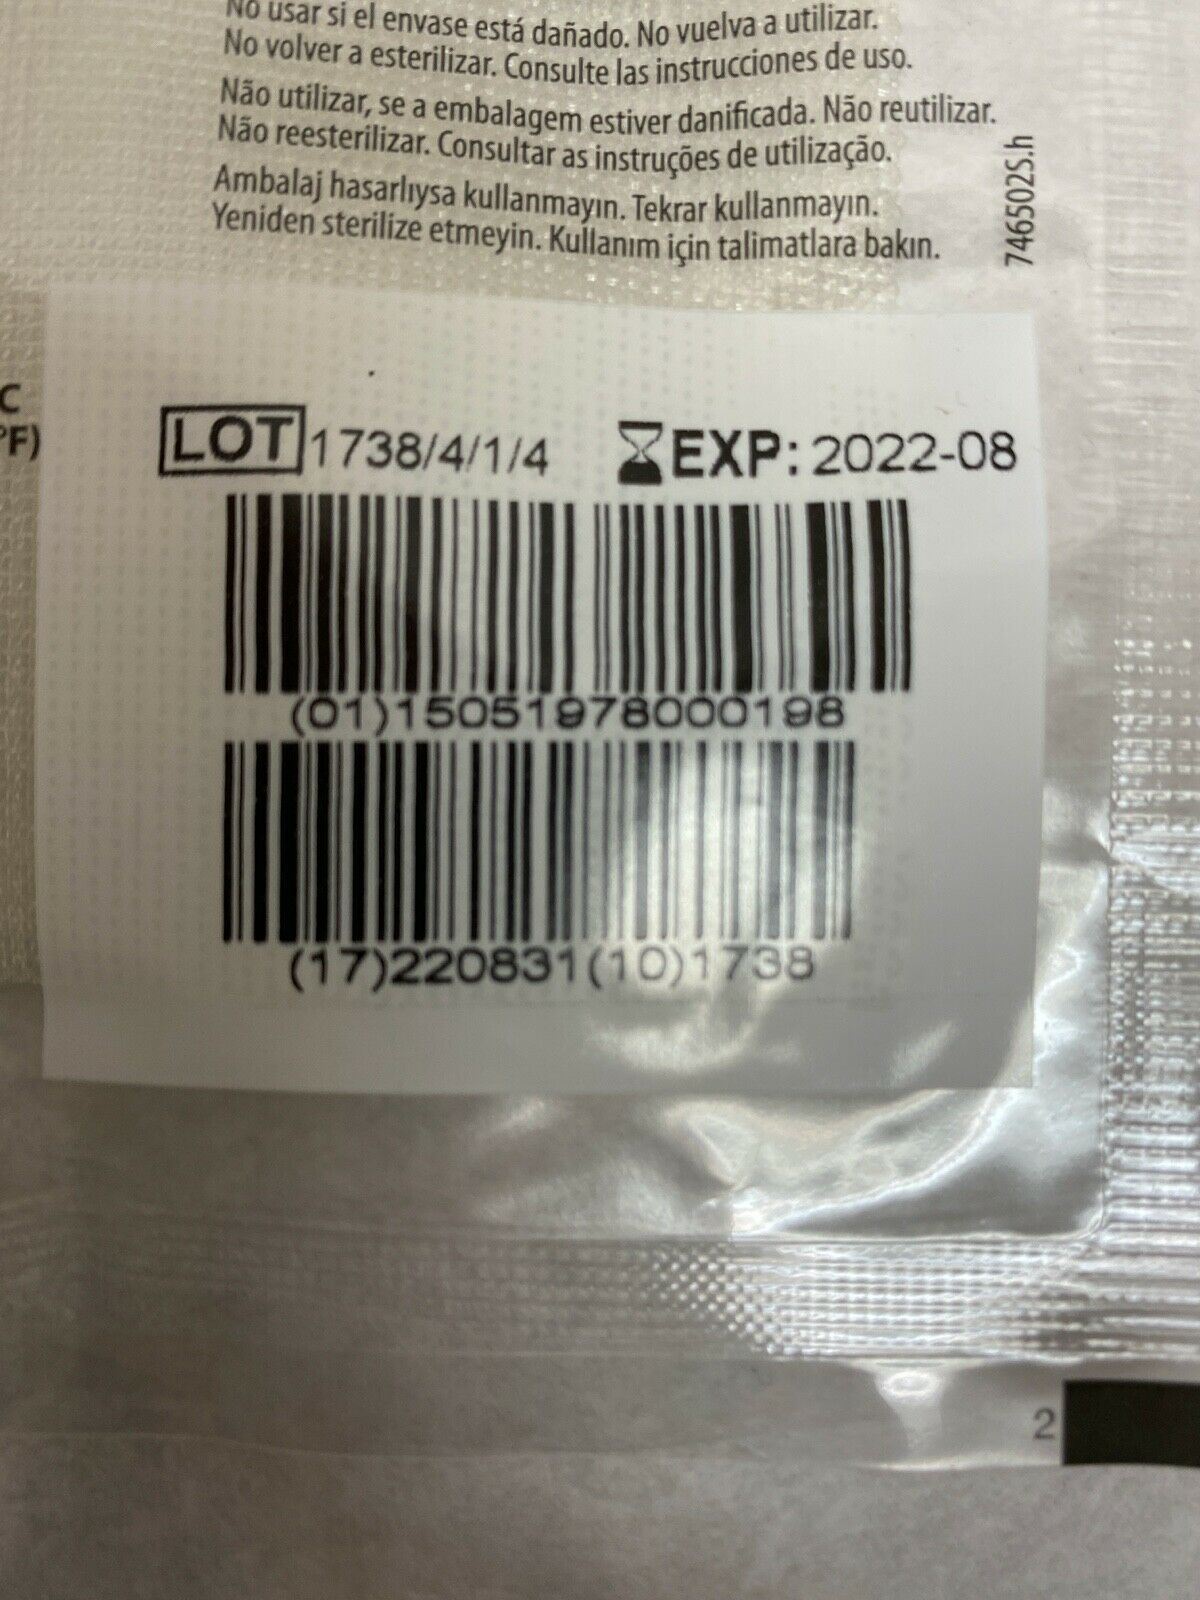 No usar si el envase está dañado. No vuelva a utilizar.
No volver a esterilizar. Consulte las instrucciones de uso.
Não utilizar, se a embalagem estiver danificada. Não reutilizar.
Não reesterilizar. Consultar as instruções de utilização.
Ambalaj hasarlıysa kullanmayın. Tekrar kullanmayın.
Yeniden sterilize etmeyin. Kullanım için talimatlara bakın.
746502S.h
C
°F)
LOT 1738/4/1/4 EXP: 2022-08
(01)15051978000198
(17)220831(10)1738
2